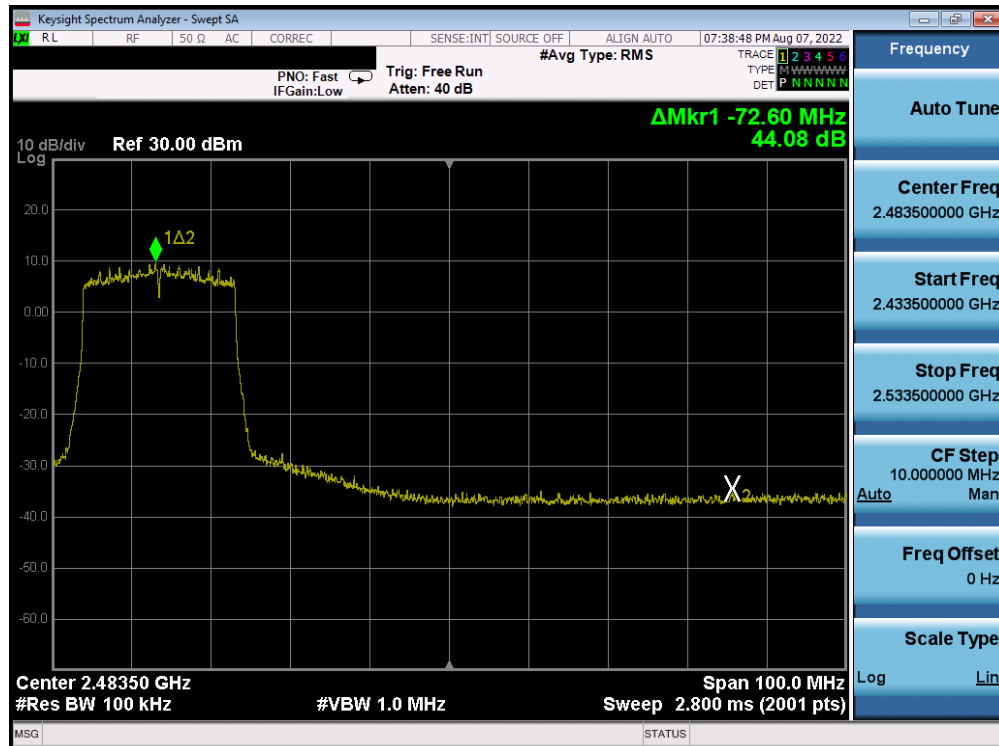 Keysight Spectrum Analyzer - Swept SA
LXI RL RF 50 Ω AC CORREC SENSE:INT SOURCE OFF ALIGN AUTO 07:38:48 PM Aug 07, 2022
#Avg Type: RMS
TRACE 1 2 3 4 5 6
TYPE M W W W W W
DET P N N N N N
PNO: Fast Trig: Free Run
IFGain:Low Atten: 40 dB
ΔMkr1 -72.60 MHz
44.08 dB
10 dB/div Ref 30.00 dBm
Log
20.0
1Δ2
10.0
0.00
-10.0
-20.0
-30.0
X2
-40.0
-50.0
-60.0
Center 2.48350 GHz Span 100.0 MHz
#Res BW 100 kHz #VBW 1.0 MHz Sweep 2.800 ms (2001 pts)
MSG STATUS
Frequency
Auto Tune
Center Freq
2.483500000 GHz
Start Freq
2.433500000 GHz
Stop Freq
2.533500000 GHz
CF Step
10.000000 MHz
Auto Man
Freq Offset
0 Hz
Scale Type
Log Lin